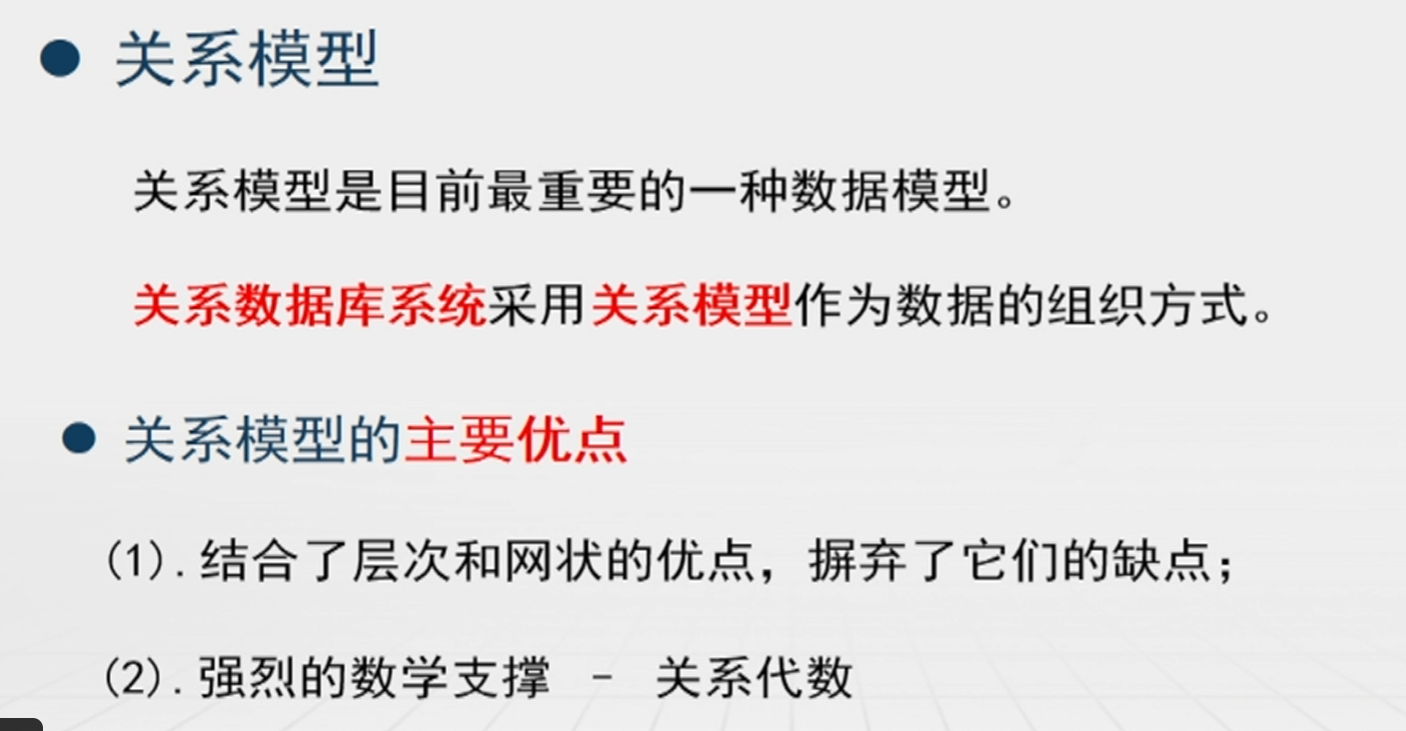 ● 关系模型
关系模型是目前最重要的一种数据模型。
关系数据库系统采用关系模型作为数据的组织方式。
● 关系模型的主要优点
(1).结合了层次和网状的优点，摒弃了它们的缺点；
(2).强烈的数学支撑 - 关系代数